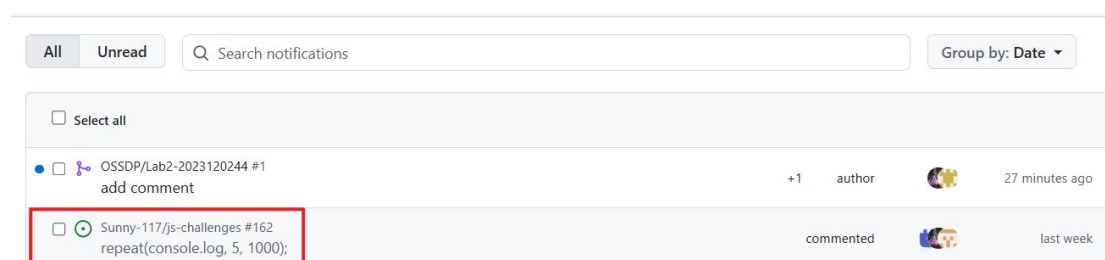 All Unread Search notifications Group by: Date
Select all
OSSDP/Lab2-2023120244 #1
add comment +1 author 27 minutes ago
Sunny-117/js-challenges #162
repeat(console.log, 5, 1000); commented last week